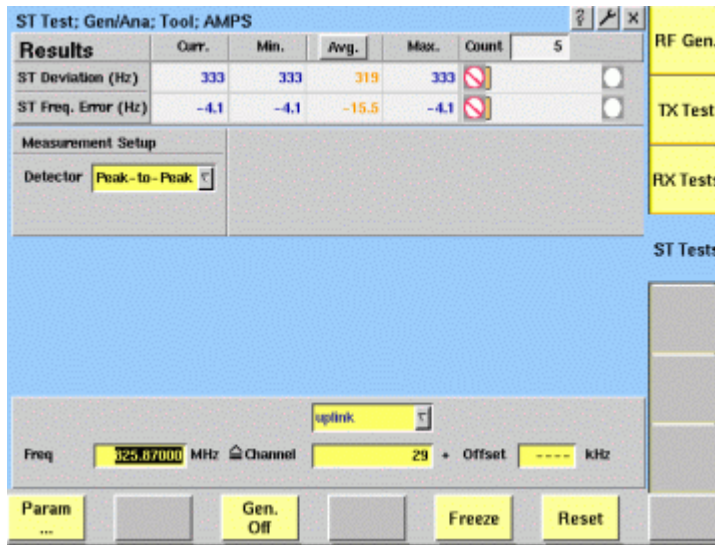 ST Test; Gen/Ana; Tool; AMPS ? ×
RF Gen.
Results Curr. Min. Avg. Max. Count 5
ST Deviation (Hz) 333 333 319 333
ST Freq. Error (Hz) -4.1 -4.1 -15.5 -4.1
TX Test
Measurement Setup
Detector Peak-to-Peak
RX Tests
ST Tests
uplink
Freq 825.87000 MHz ≙ Channel 29 + Offset ---- kHz
Param ...
Gen. Off
Freeze
Reset